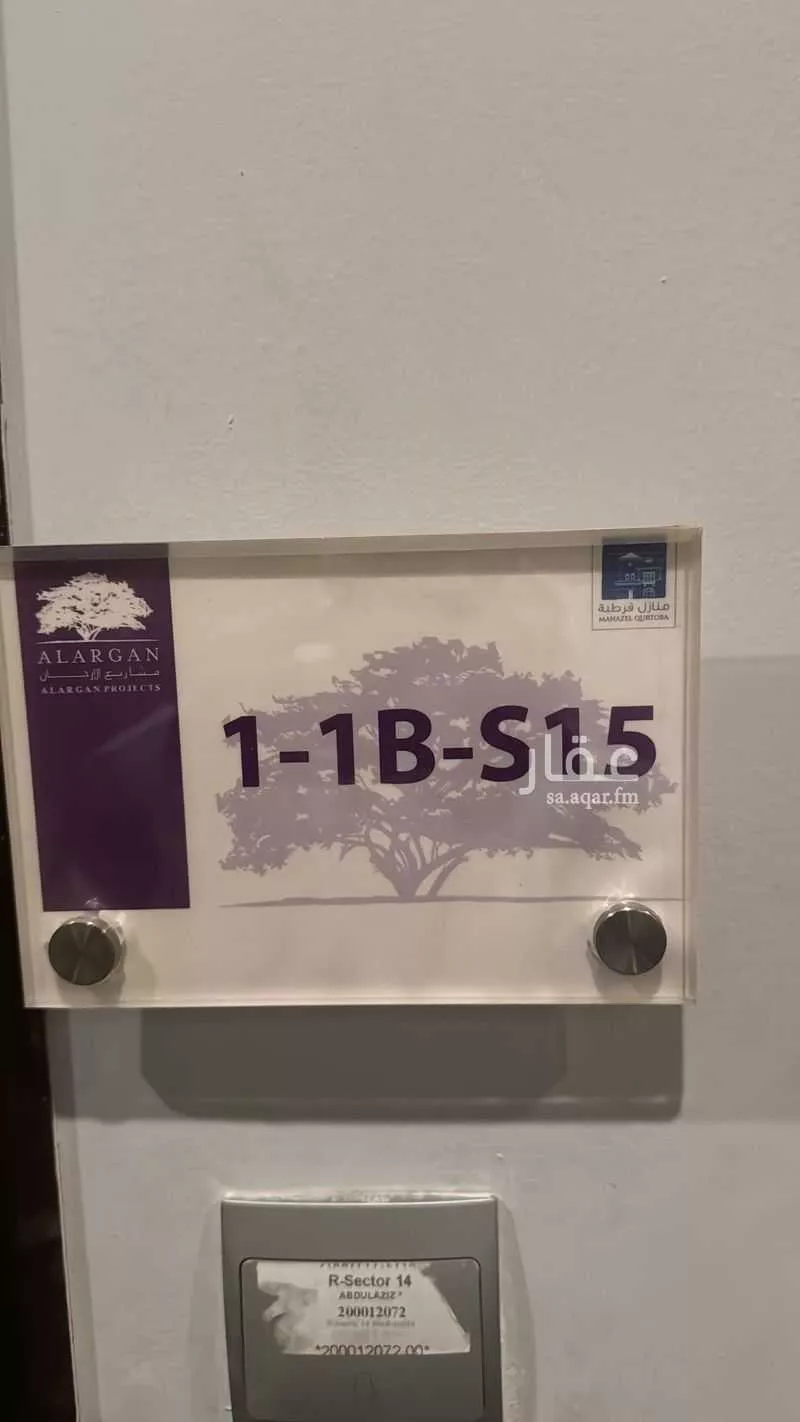 ALARGAN
مشاريع الارجان
ALARGAN PROJECTS
منازل قرطبة
MANAZEL QURTOBA
1-1B-S15
عقار
sa.aqar.fm
R-Sector 14
ABDULAZIZ
200012072
*200012072.00*